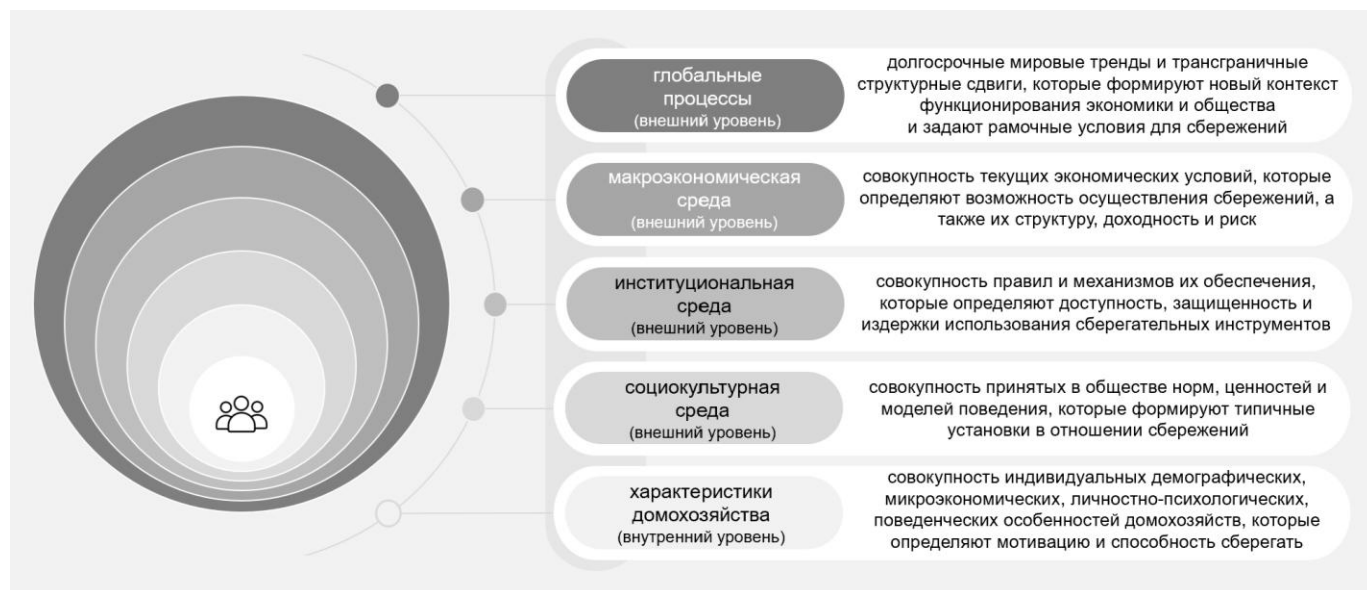 глобальные
процессы
(внешний уровень)
долгосрочные мировые тренды и трансграничные
структурные сдвиги, которые формируют новый контекст
функционирования экономики и общества
и задают рамочные условия для сбережений
макроэкономическая
среда
(внешний уровень)
совокупность текущих экономических условий, которые
определяют возможность осуществления сбережений, а
также их структуру, доходность и риск
институциональная
среда
(внешний уровень)
совокупность правил и механизмов их обеспечения,
которые определяют доступность, защищенность и
издержки использования сберегательных инструментов
социокультурная
среда
(внешний уровень)
совокупность принятых в обществе норм, ценностей и
моделей поведения, которые формируют типичные
установки в отношении сбережений
характеристики
домохозяйства
(внутренний уровень)
совокупность индивидуальных демографических,
микроэкономических, личностно-психологических,
поведенческих особенностей домохозяйств, которые
определяют мотивацию и способность сберегать